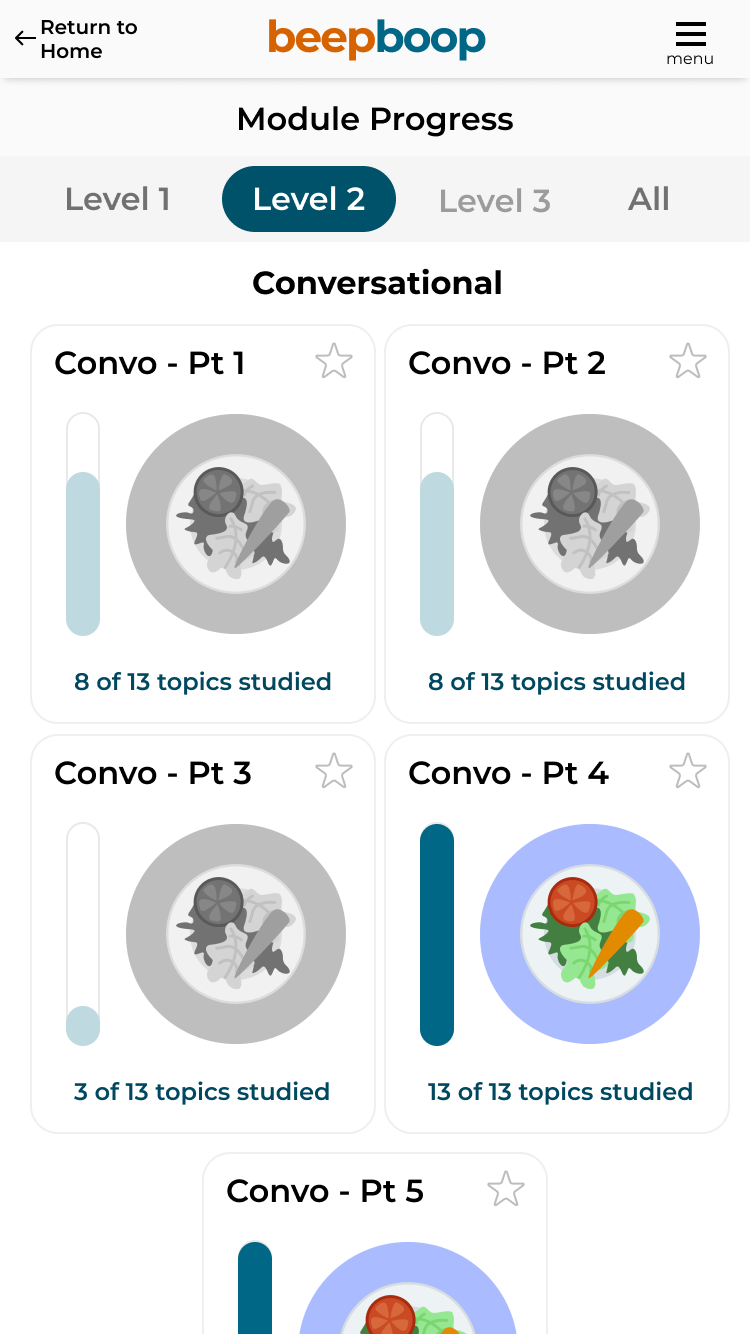 Return to
Home
beepboop
menu
Module Progress
Level 1
Level 2
Level 3
All
Conversational
Convo - Pt 1
Convo - Pt 2
8 of 13 topics studied
8 of 13 topics studied
Convo - Pt 3
Convo - Pt 4
3 of 13 topics studied
13 of 13 topics studied
Convo - Pt 5